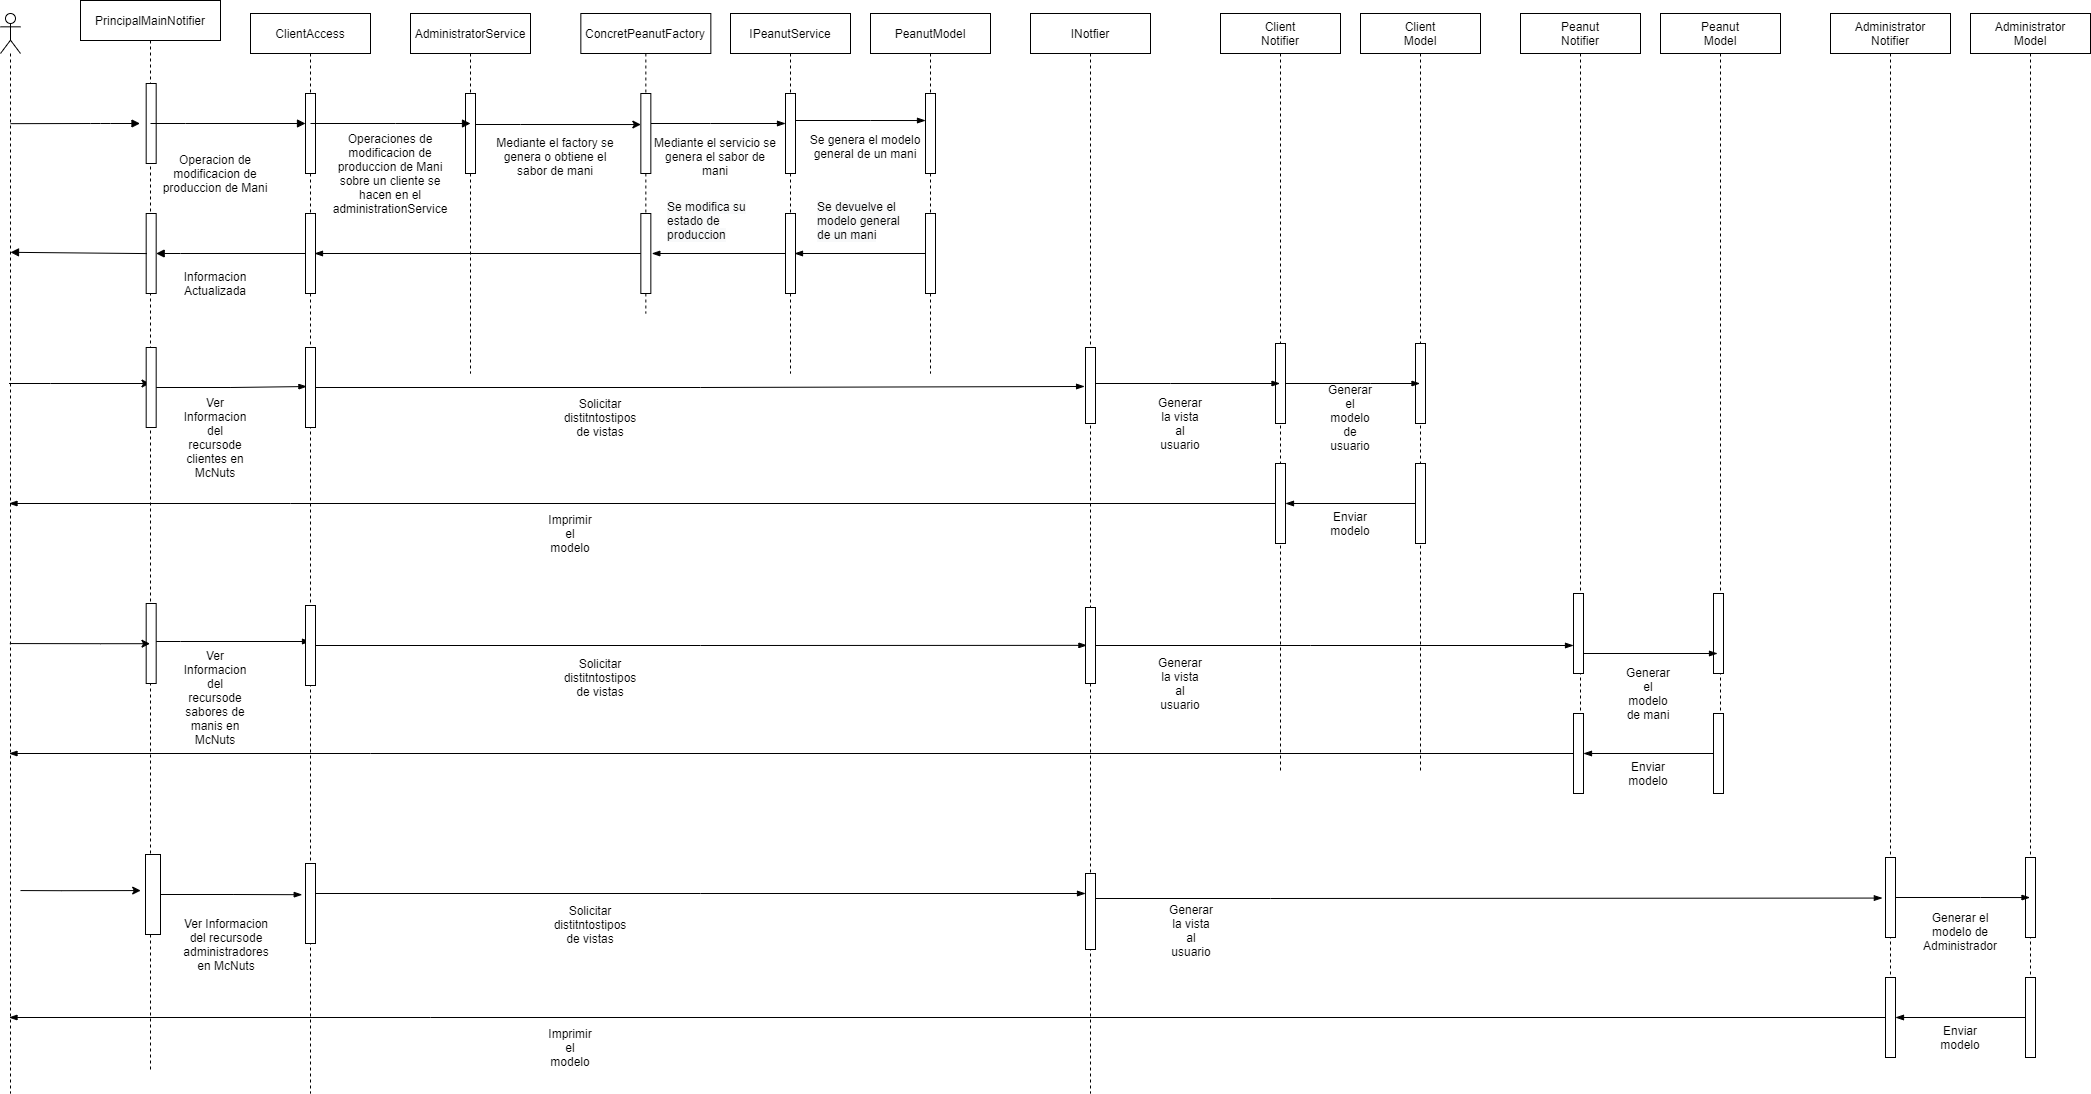 PrincipalMainNotifier
ClientAccess
AdministratorService
ConcretPeanutFactory
IPeanutService
PeanutModel
INotfier
Client
Notifier
Client
Model
Peanut
Notifier
Peanut
Model
Administrator
Notifier
Administrator
Model
Operacion de
modificacion de
produccion de Mani
Operaciones de
modificacion de
produccion de Mani
sobre un cliente se
hacen en el
administrationService
Mediante el factory se
genera o obtiene el
sabor de mani
Mediante el servicio se
genera el sabor de
mani
Se genera el modelo
general de un mani
Se modifica su
estado de
produccion
Se devuelve el
modelo general
de un mani
Informacion
Actualizada
Ver
Informacion
del
recursode
clientes en
McNuts
Solicitar
distitntostipos
de vistas
Generar
la vista
al
usuario
Generar
el
modelo
de
usuario
Imprimir
el
modelo
Enviar
modelo
Ver
Informacion
del
recursode
sabores de
manis en
McNuts
Solicitar
distitntostipos
de vistas
Generar
la vista
al
usuario
Generar
el
modelo
de mani
Enviar
modelo
Ver Informacion
del recursode
administradores
en McNuts
Solicitar
distitntostipos
de vistas
Generar
la vista
al
usuario
Generar el
modelo de
Administrador
Imprimir
el
modelo
Enviar
modelo